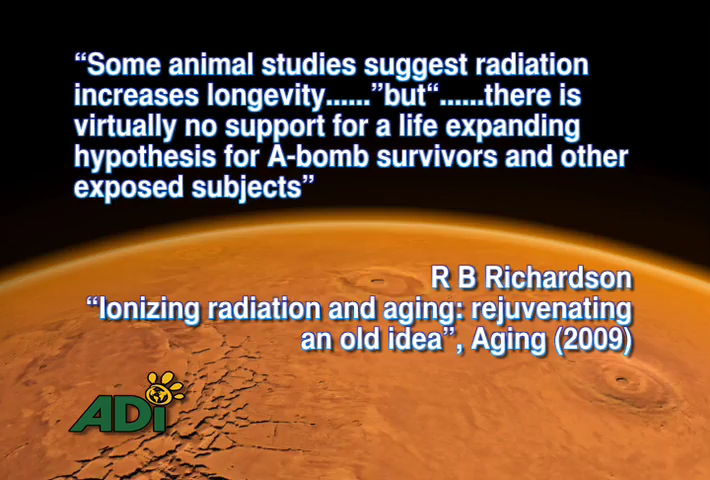 “Some animal studies suggest radiation
increases longevity......”but“......there is
virtually no support for a life expanding
hypothesis for A-bomb survivors and other
exposed subjects”
R B Richardson
“Ionizing radiation and aging: rejuvenating
an old idea”, Aging (2009)
ADi